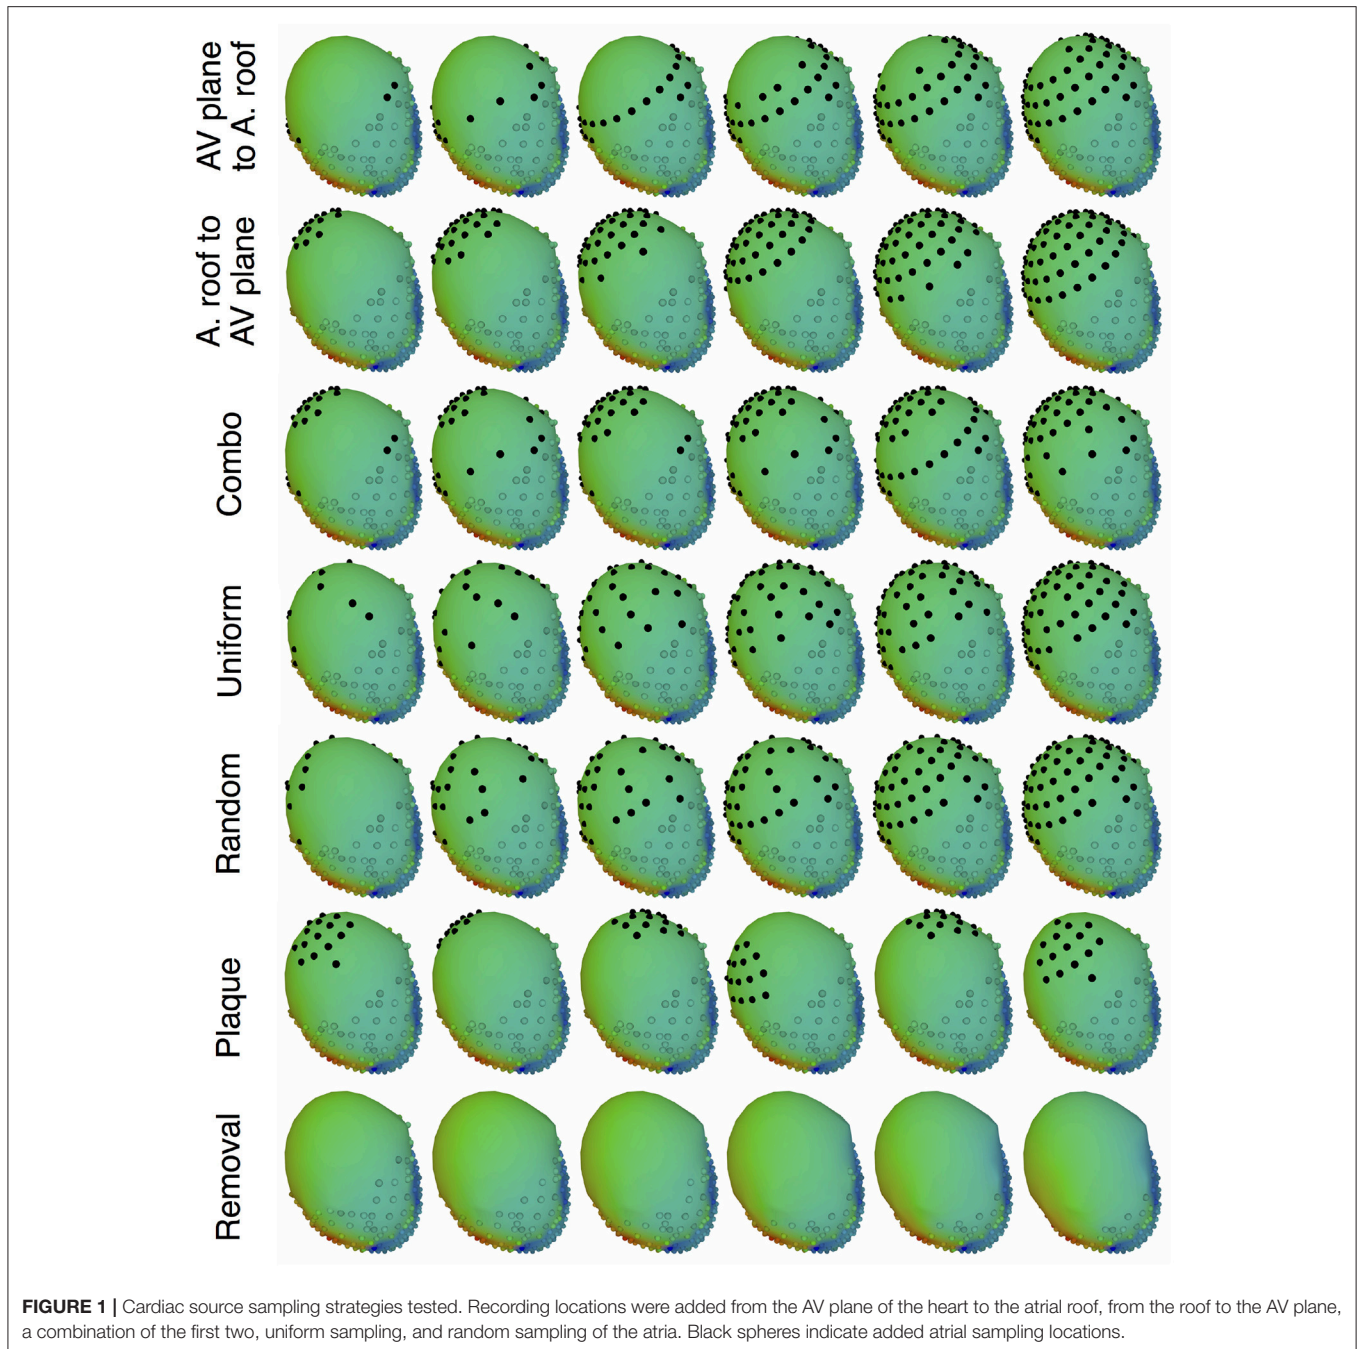 AV plane
to A. roof
A. roof to
AV plane
Combo
Uniform
Random
Plaque
Removal
FIGURE 1 | Cardiac source sampling strategies tested. Recording locations were added from the AV plane of the heart to the atrial roof, from the roof to the AV plane,
a combination of the first two, uniform sampling, and random sampling of the atria. Black spheres indicate added atrial sampling locations.